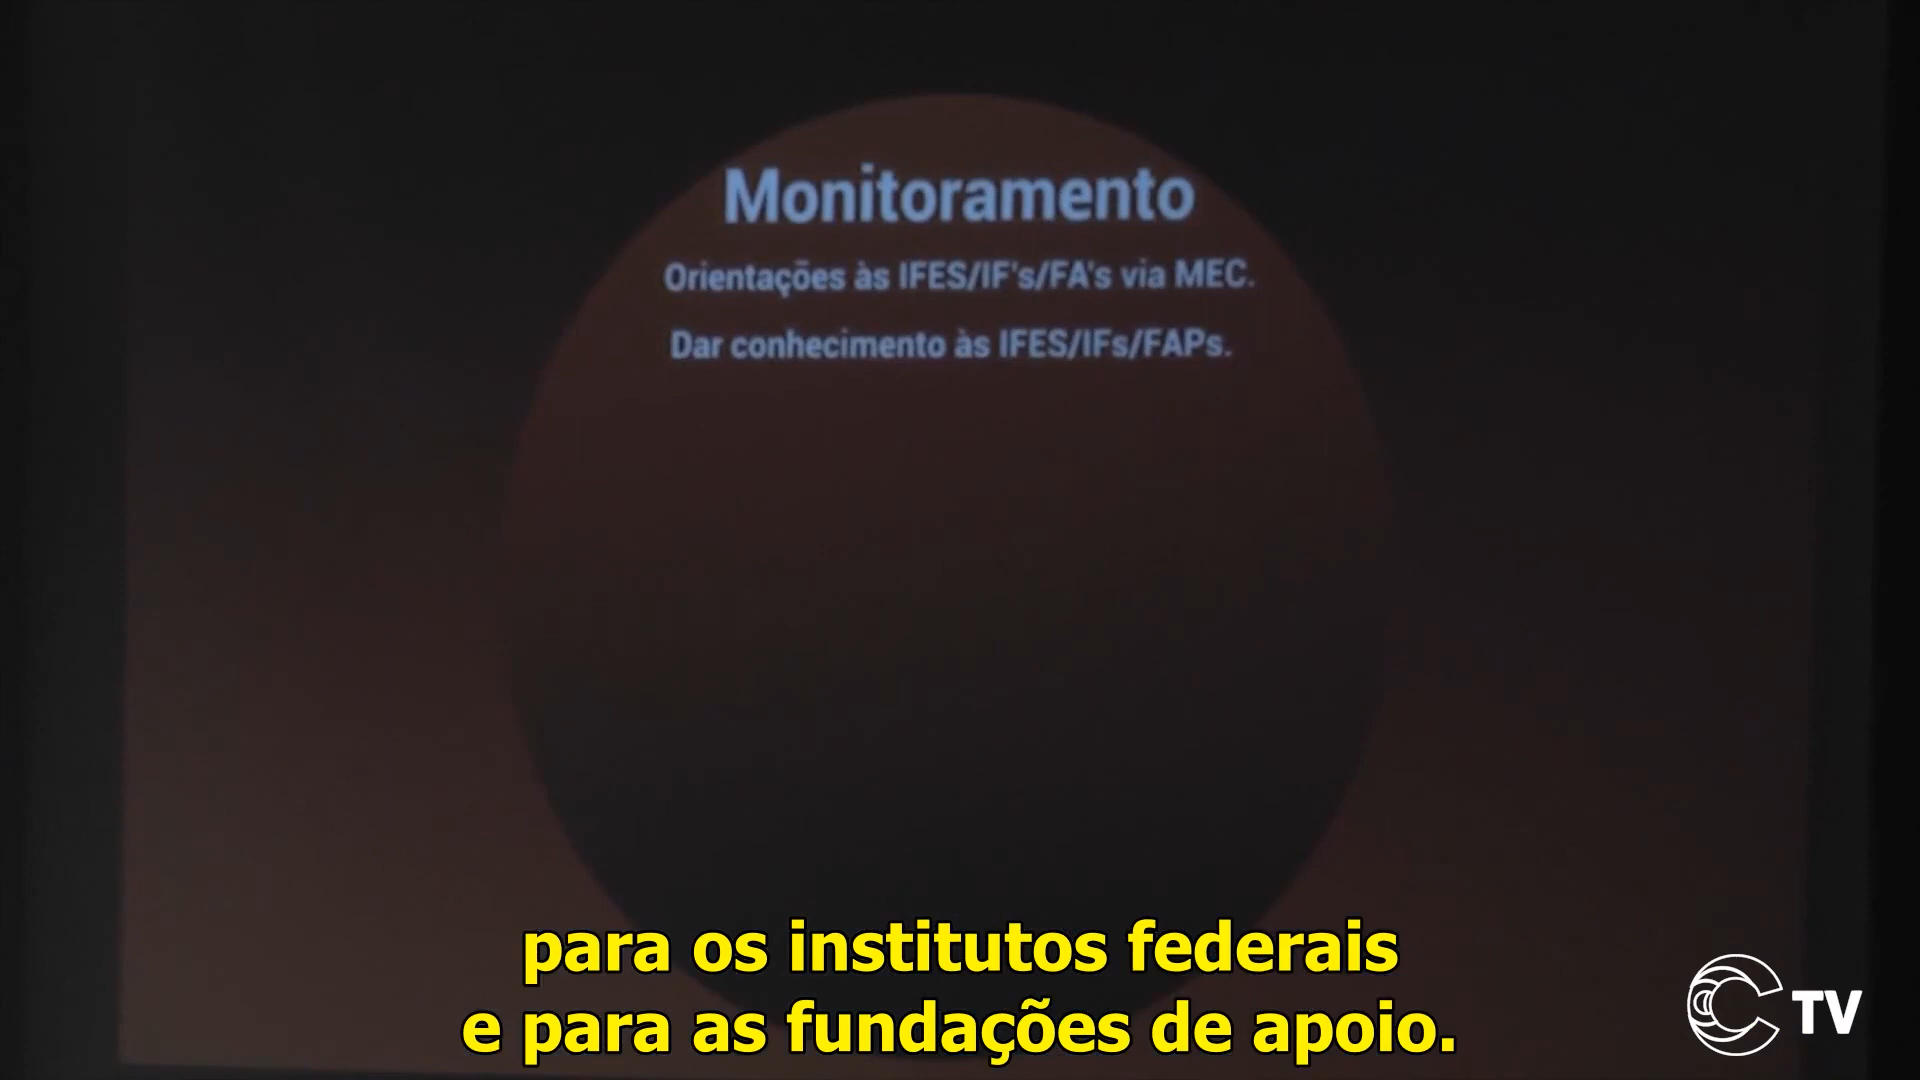 Monitoramento
Orientações às IFES/IF's/FA's via MEC.
Dar conhecimento às IFES/IFs/FAPs.
para os institutos federais
e para as fundações de apoio.
TV